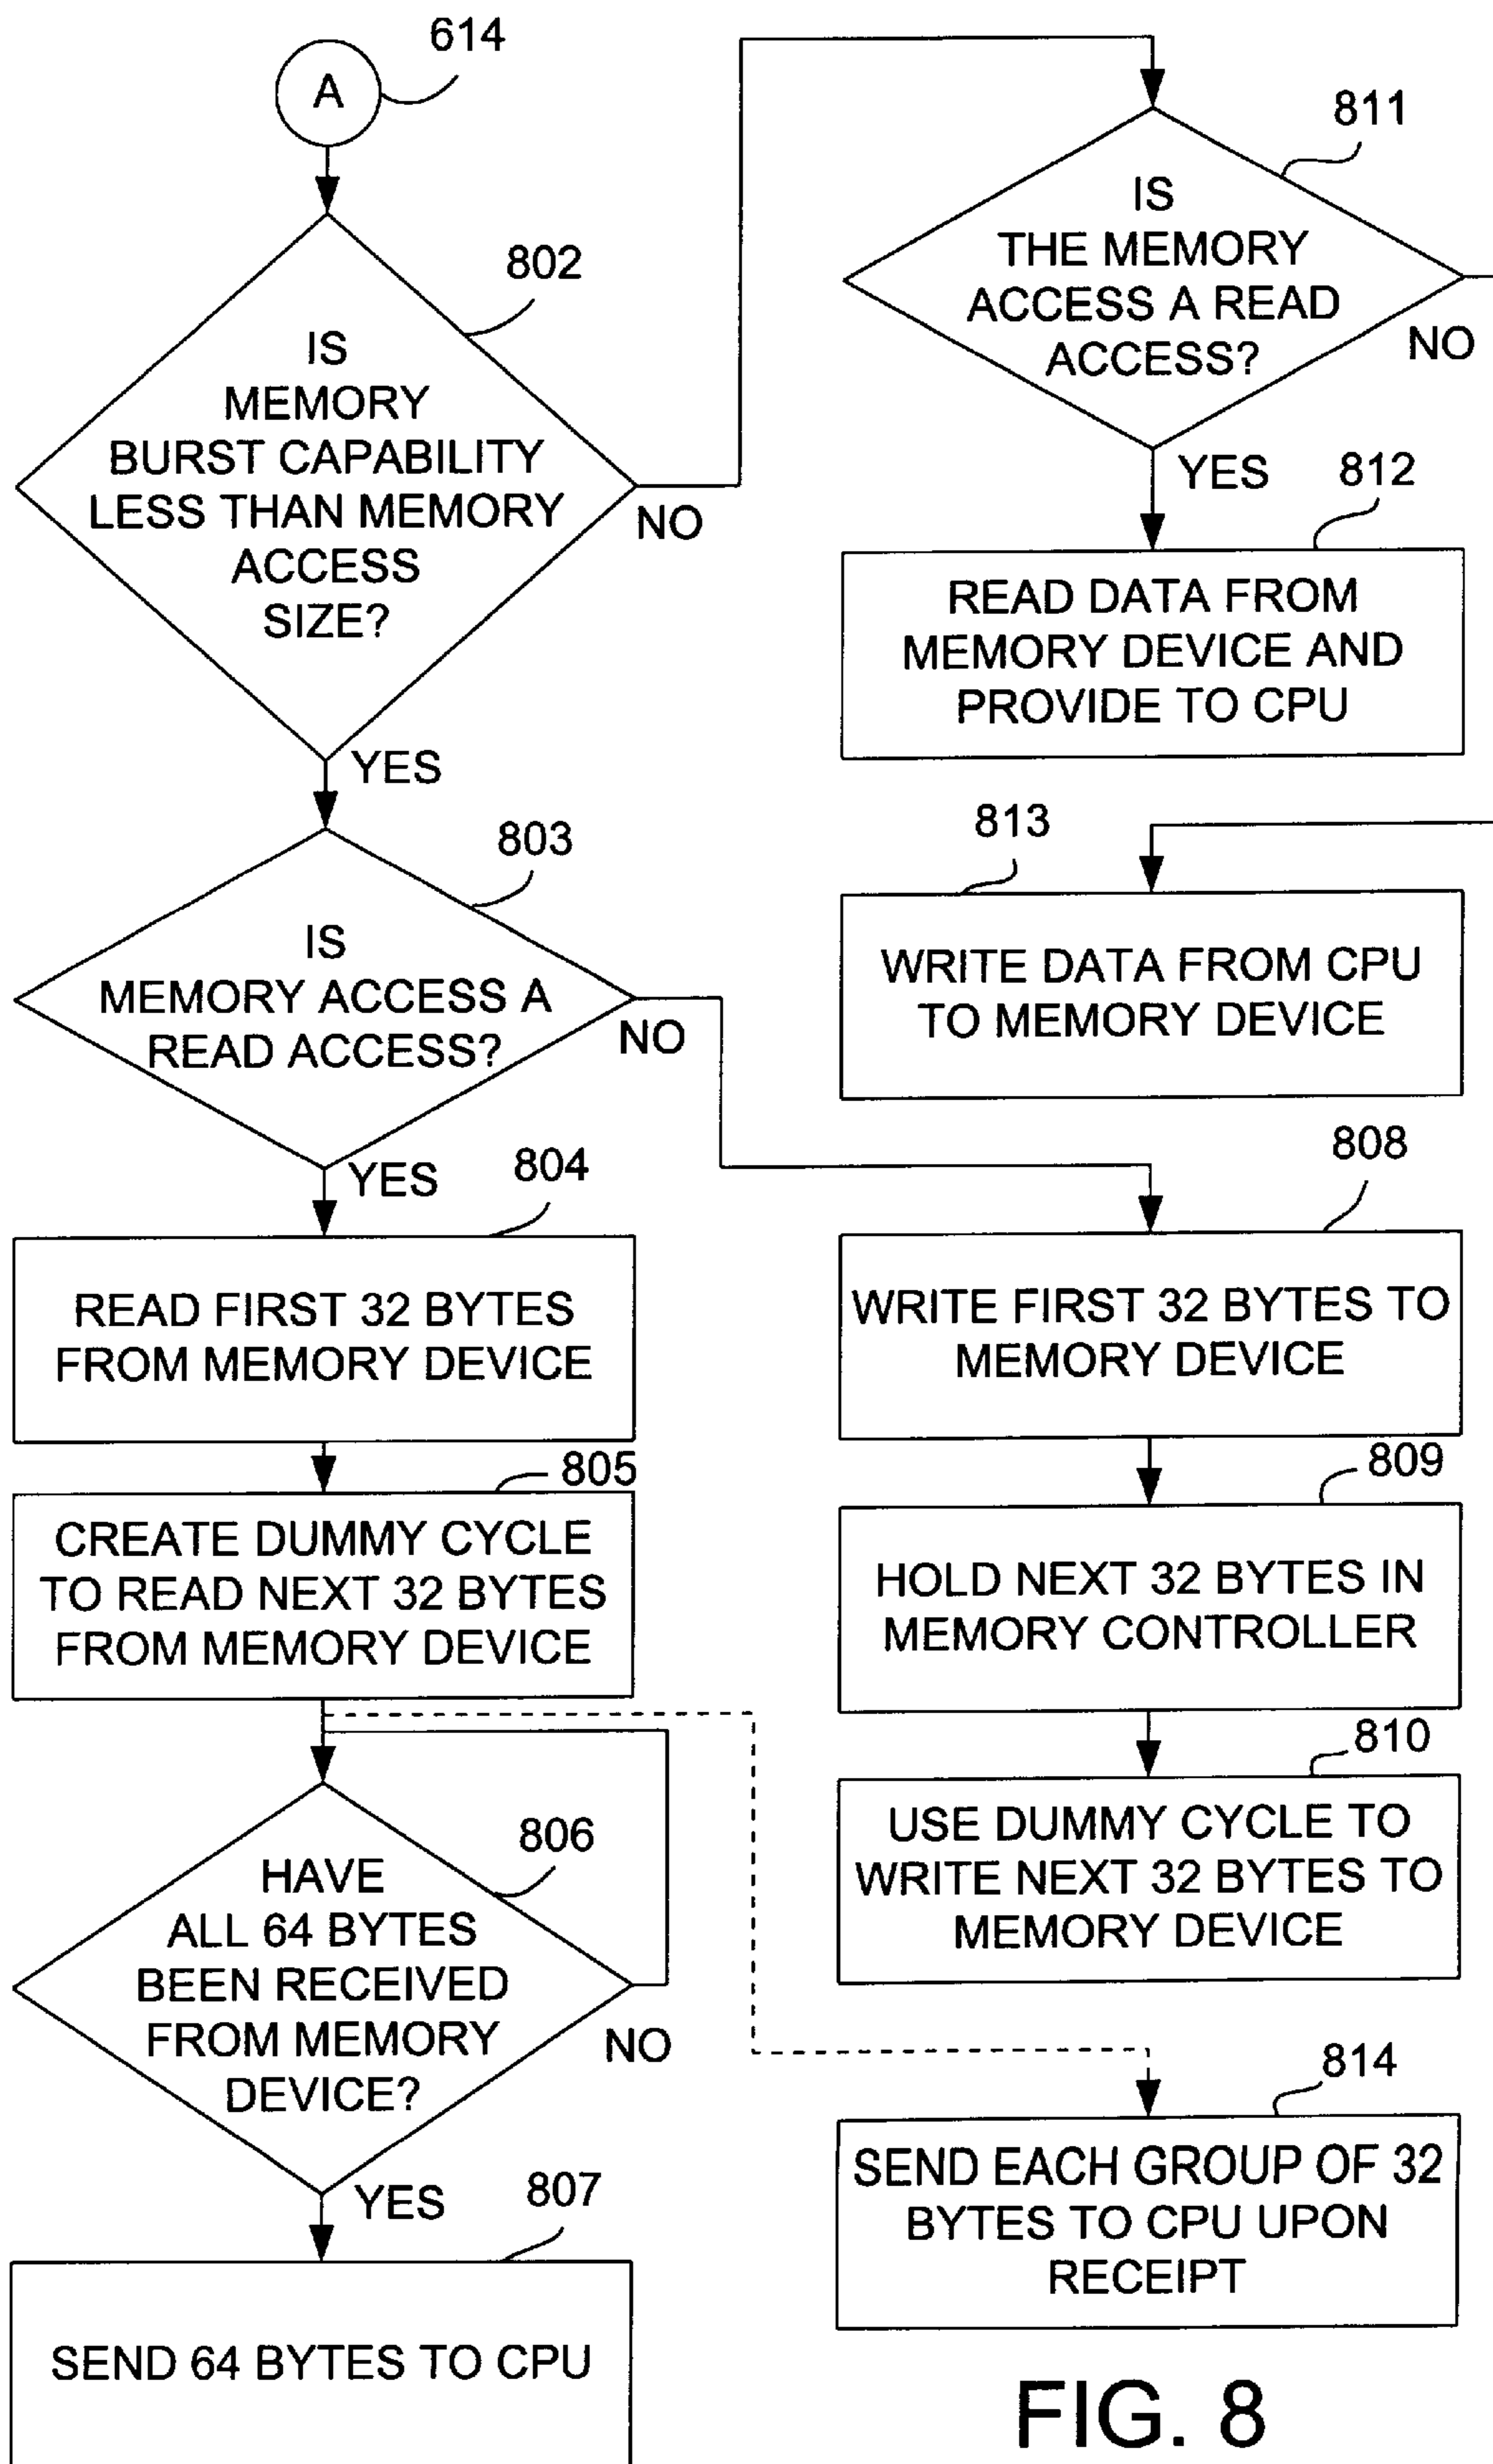 614
A
802
IS
MEMORY
BURST CAPABILITY
LESS THAN MEMORY
ACCESS
SIZE?
NO
YES
811
IS
THE MEMORY
ACCESS A READ
ACCESS?
NO
YES
812
READ DATA FROM
MEMORY DEVICE AND
PROVIDE TO CPU
813
WRITE DATA FROM CPU
TO MEMORY DEVICE
803
IS
MEMORY ACCESS A
READ ACCESS?
NO
YES
804
READ FIRST 32 BYTES
FROM MEMORY DEVICE
805
CREATE DUMMY CYCLE
TO READ NEXT 32 BYTES
FROM MEMORY DEVICE
806
HAVE
ALL 64 BYTES
BEEN RECEIVED
FROM MEMORY
DEVICE?
NO
YES
807
SEND 64 BYTES TO CPU
808
WRITE FIRST 32 BYTES TO
MEMORY DEVICE
809
HOLD NEXT 32 BYTES IN
MEMORY CONTROLLER
810
USE DUMMY CYCLE TO
WRITE NEXT 32 BYTES TO
MEMORY DEVICE
814
SEND EACH GROUP OF 32
BYTES TO CPU UPON
RECEIPT
FIG. 8